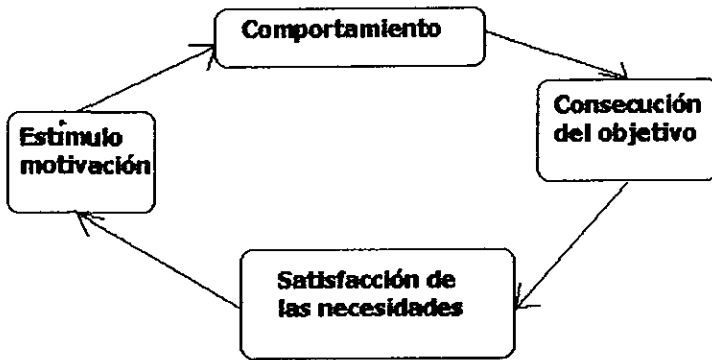 Comportamiento
Consecución
del objetivo
Estímulo
motivación
Satisfacción de
las necesidades